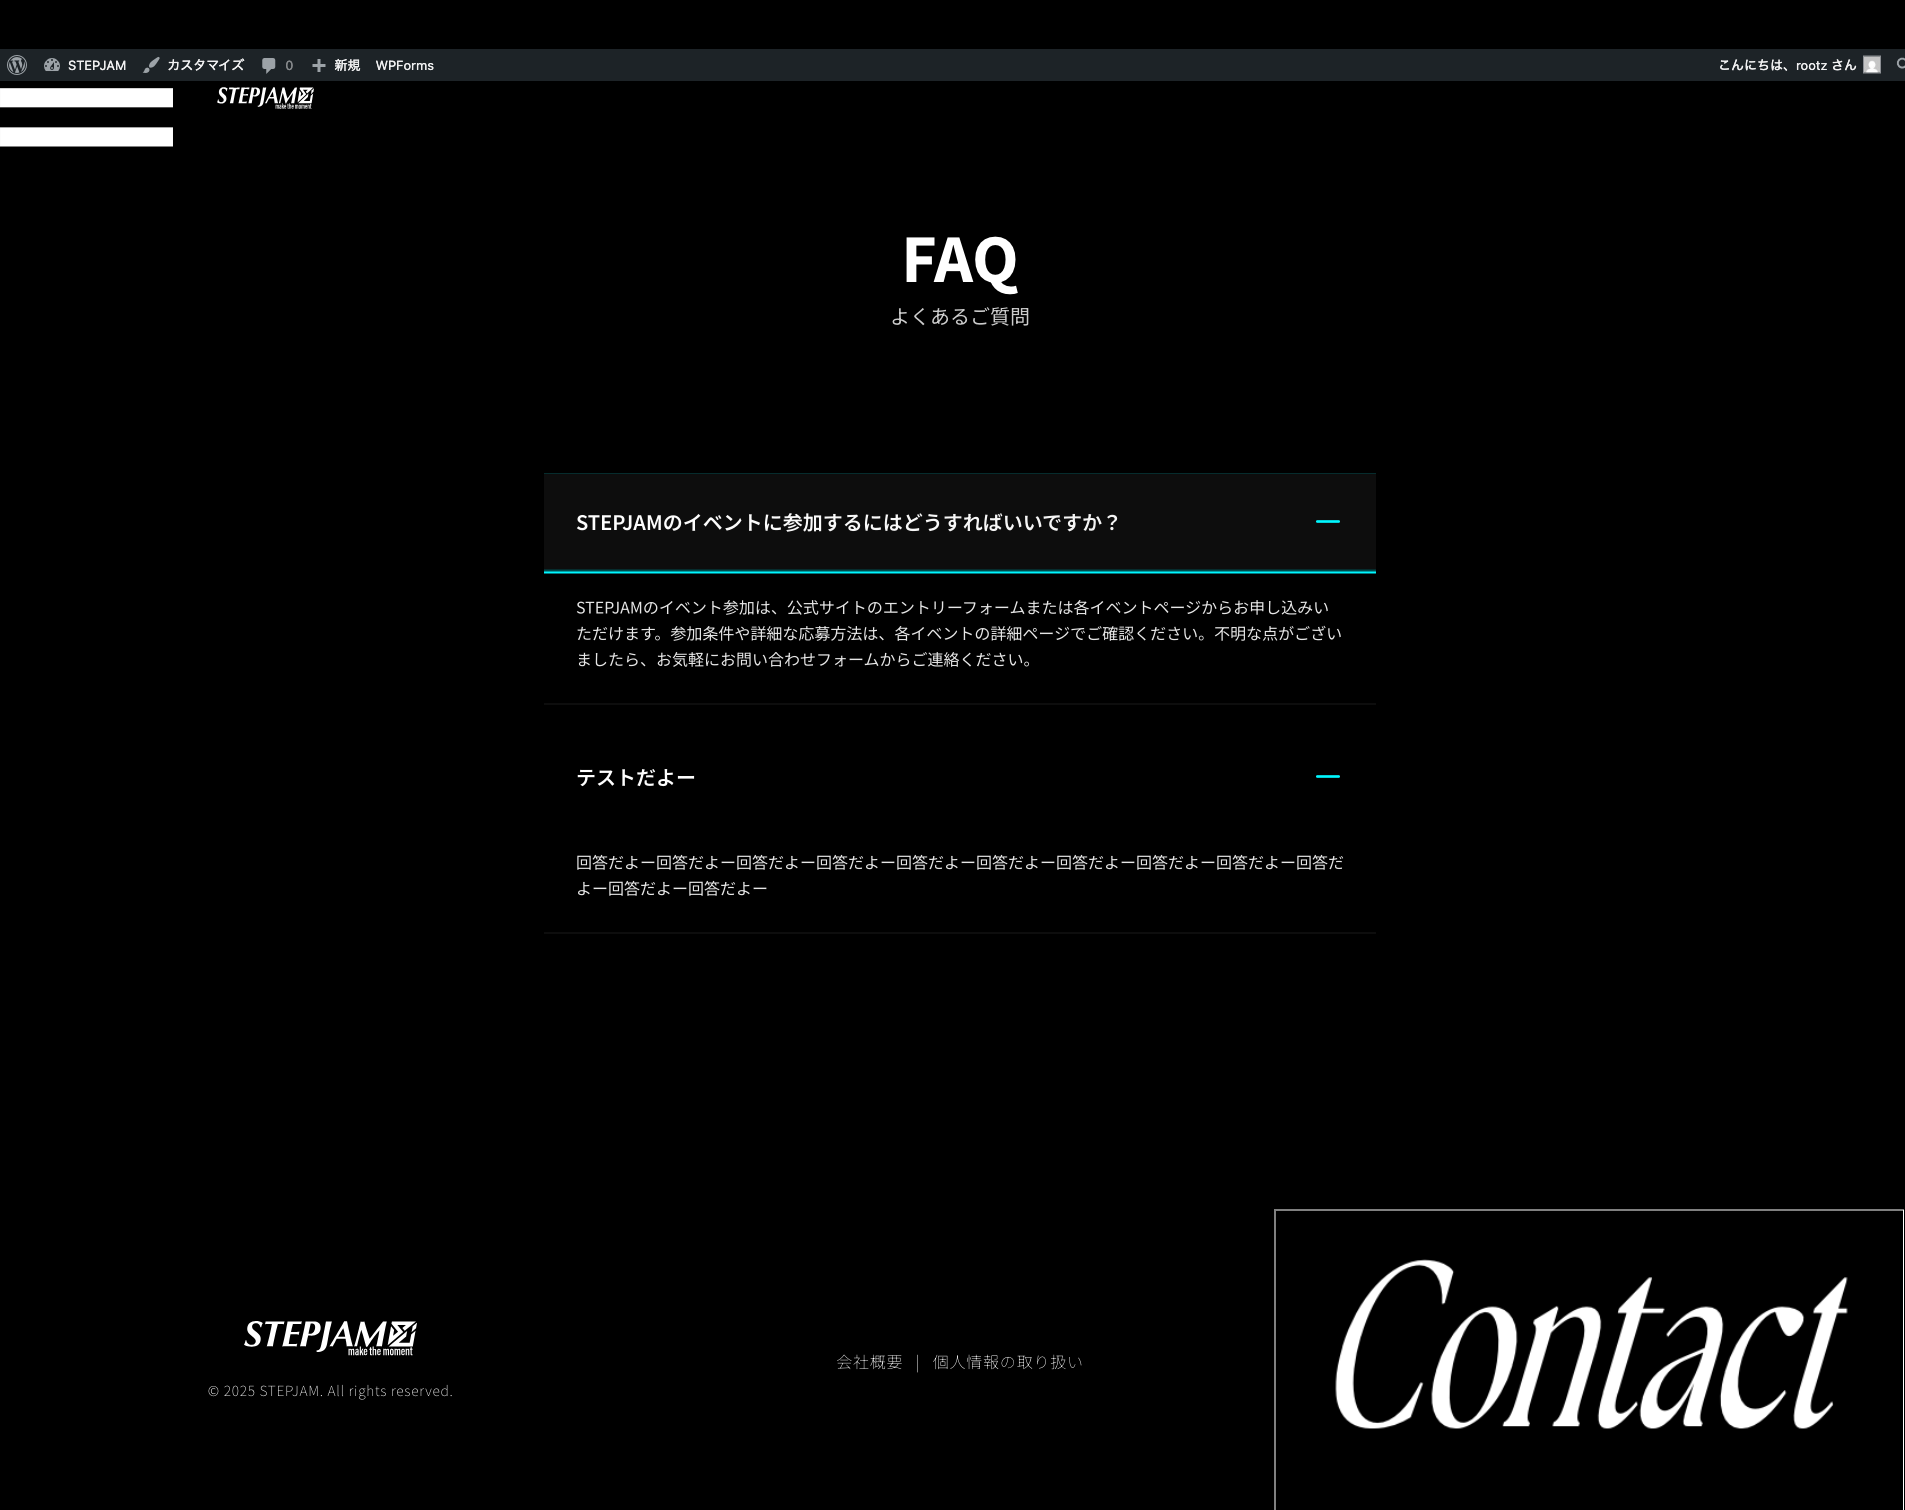 STEPJAM
カスタマイズ
0
新規
WPForms
こんにちは、rootz さん
STEPJAM
make the moment
FAQ
よくあるご質問
STEPJAMのイベントに参加するにはどうすればいいですか？
STEPJAMのイベント参加は、公式サイトのエントリーフォームまたは各イベントページからお申し込みい
ただけます。参加条件や詳細な応募方法は、各イベントの詳細ページでご確認ください。不明な点がござい
ましたら、お気軽にお問い合わせフォームからご連絡ください。
テストだよー
回答だよー回答だよー回答だよー回答だよー回答だよー回答だよー回答だよー回答だよー回答だよー回答だ
よー回答だよー回答だよー
STEPJAM
make the moment
© 2025 STEPJAM. All rights reserved.
会社概要 | 個人情報の取り扱い
Contact